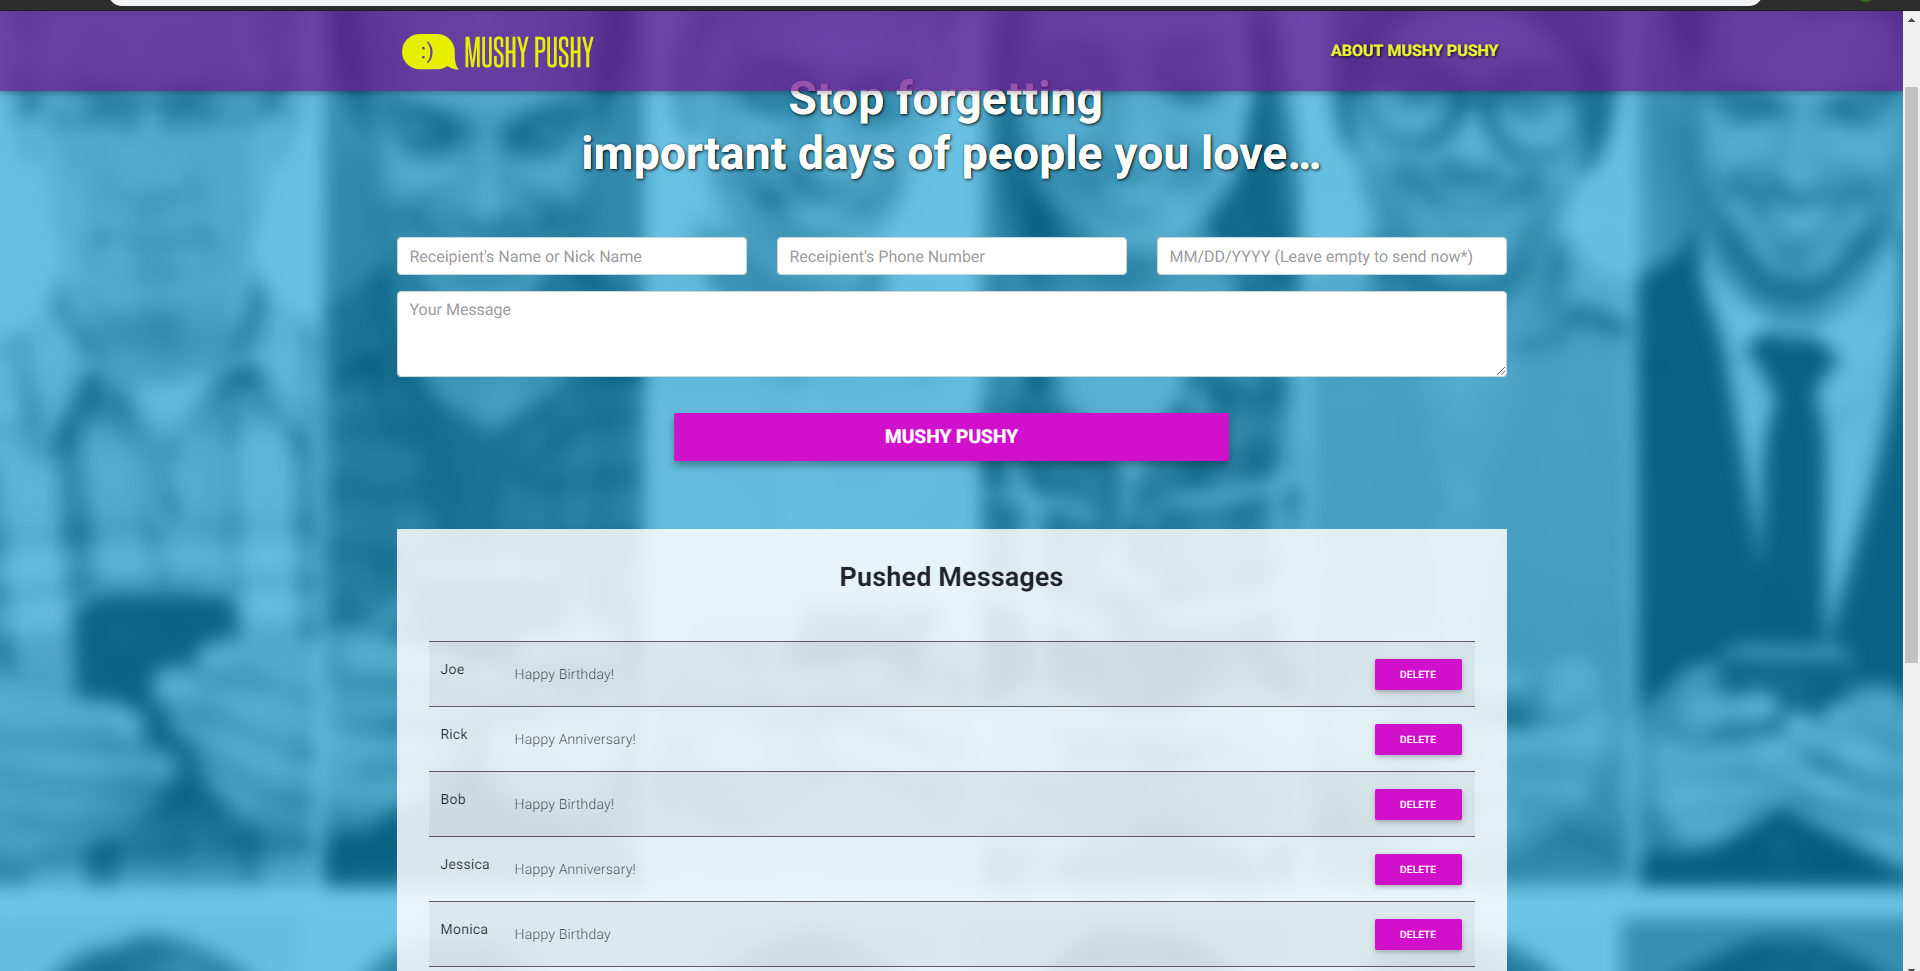 :) MUSHY PUSHY
ABOUT MUSHY PUSHY
Stop forgetting
important days of people you love...
Receipient's Name or Nick Name
Receipient's Phone Number
MM/DD/YYYY (Leave empty to send now*)
Your Message
MUSHY PUSHY
Pushed Messages
Joe Happy Birthday! DELETE
Rick Happy Anniversary! DELETE
Bob Happy Birthday! DELETE
Jessica Happy Anniversary! DELETE
Monica Happy Birthday DELETE